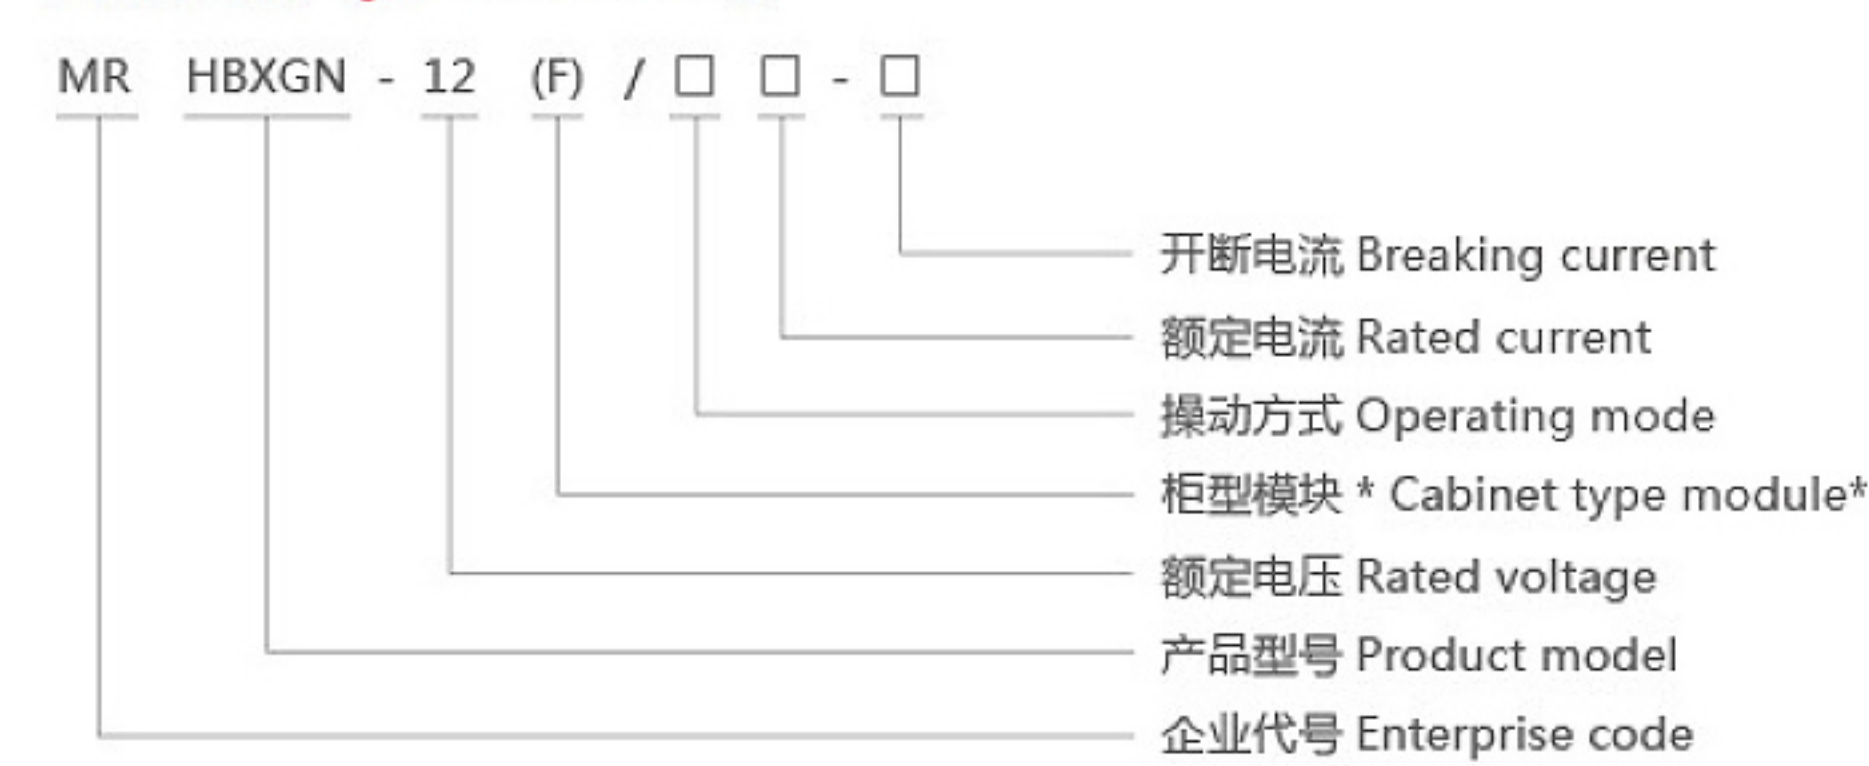 MR HBXGN - 12 (F) / □ □ - □
开断电流 Breaking current
额定电流 Rated current
操动方式 Operating mode
柜型模块 * Cabinet type module*
额定电压 Rated voltage
产品型号 Product model
企业代号 Enterprise code